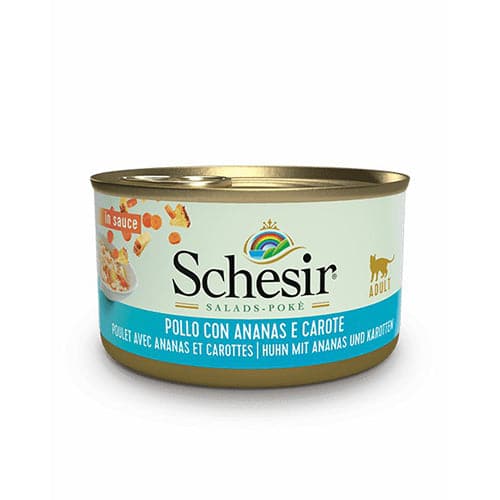 in sauce
Schesir®
SALADS-POKÈ
ADULT
POLLO CON ANANAS E CAROTE
POULET AVEC ANANAS ET CAROTTES | HUHN MIT ANANAS UND KAROTTEN